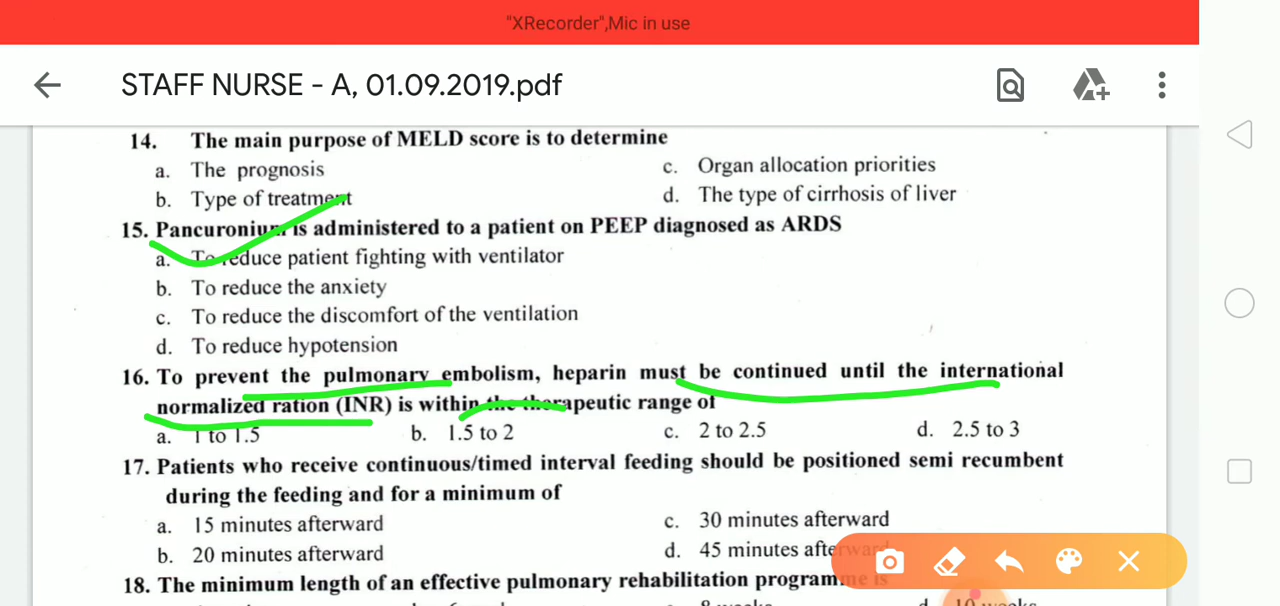 "XRecorder",Mic in use
STAFF NURSE - A, 01.09.2019.pdf
14. The main purpose of MELD score is to determine
a. The prognosis c. Organ allocation priorities
b. Type of treatment d. The type of cirrhosis of liver
15. Pancuronium is administered to a patient on PEEP diagnosed as ARDS
a. To reduce patient fighting with ventilator
b. To reduce the anxiety
c. To reduce the discomfort of the ventilation
d. To reduce hypotension
16. To prevent the pulmonary embolism, heparin must be continued until the international
normalized ration (INR) is within the therapeutic range of
a. 1 to 1.5 b. 1.5 to 2 c. 2 to 2.5 d. 2.5 to 3
17. Patients who receive continuous/timed interval feeding should be positioned semi recumbent
during the feeding and for a minimum of
a. 15 minutes afterward c. 30 minutes afterward
b. 20 minutes afterward d. 45 minutes afterward
18. The minimum length of an effective pulmonary rehabilitation programme is
d. 10 weeks